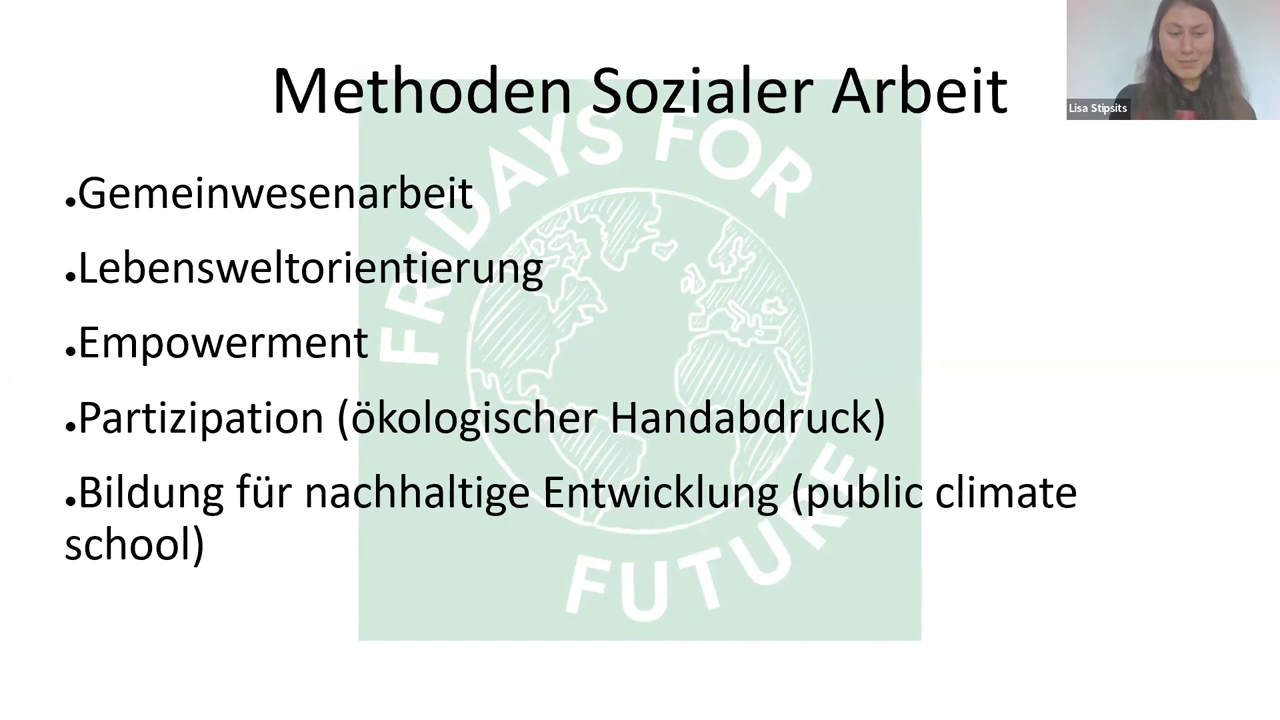 Methoden Sozialer Arbeit
Lisa Stipsits
FRIDAYS FOR
FUTURE
●Gemeinwesenarbeit
●Lebensweltorientierung
●Empowerment
●Partizipation (ökologischer Handabdruck)
●Bildung für nachhaltige Entwicklung (public climate
school)